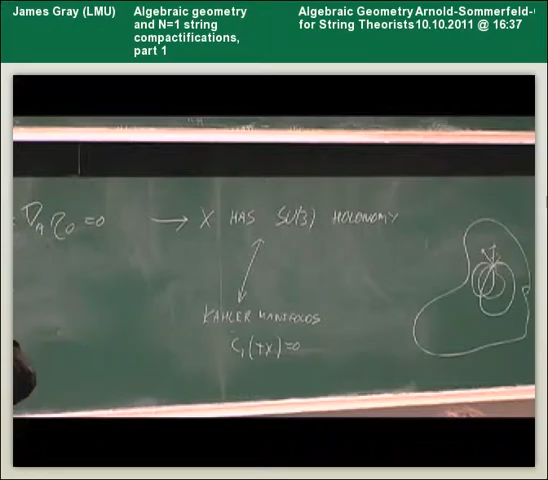 James Gray (LMU)
Algebraic geometry
and N=1 string
compactifications,
part 1
Algebraic Geometry
for String Theorists
Arnold-Sommerfeld-
10.10.2011 @ 16:37
∇ₘ η₀ = 0 → X HAS SU(3) HOLONOMY
KAHLER MANIFOLDS
C₁(TX)=0